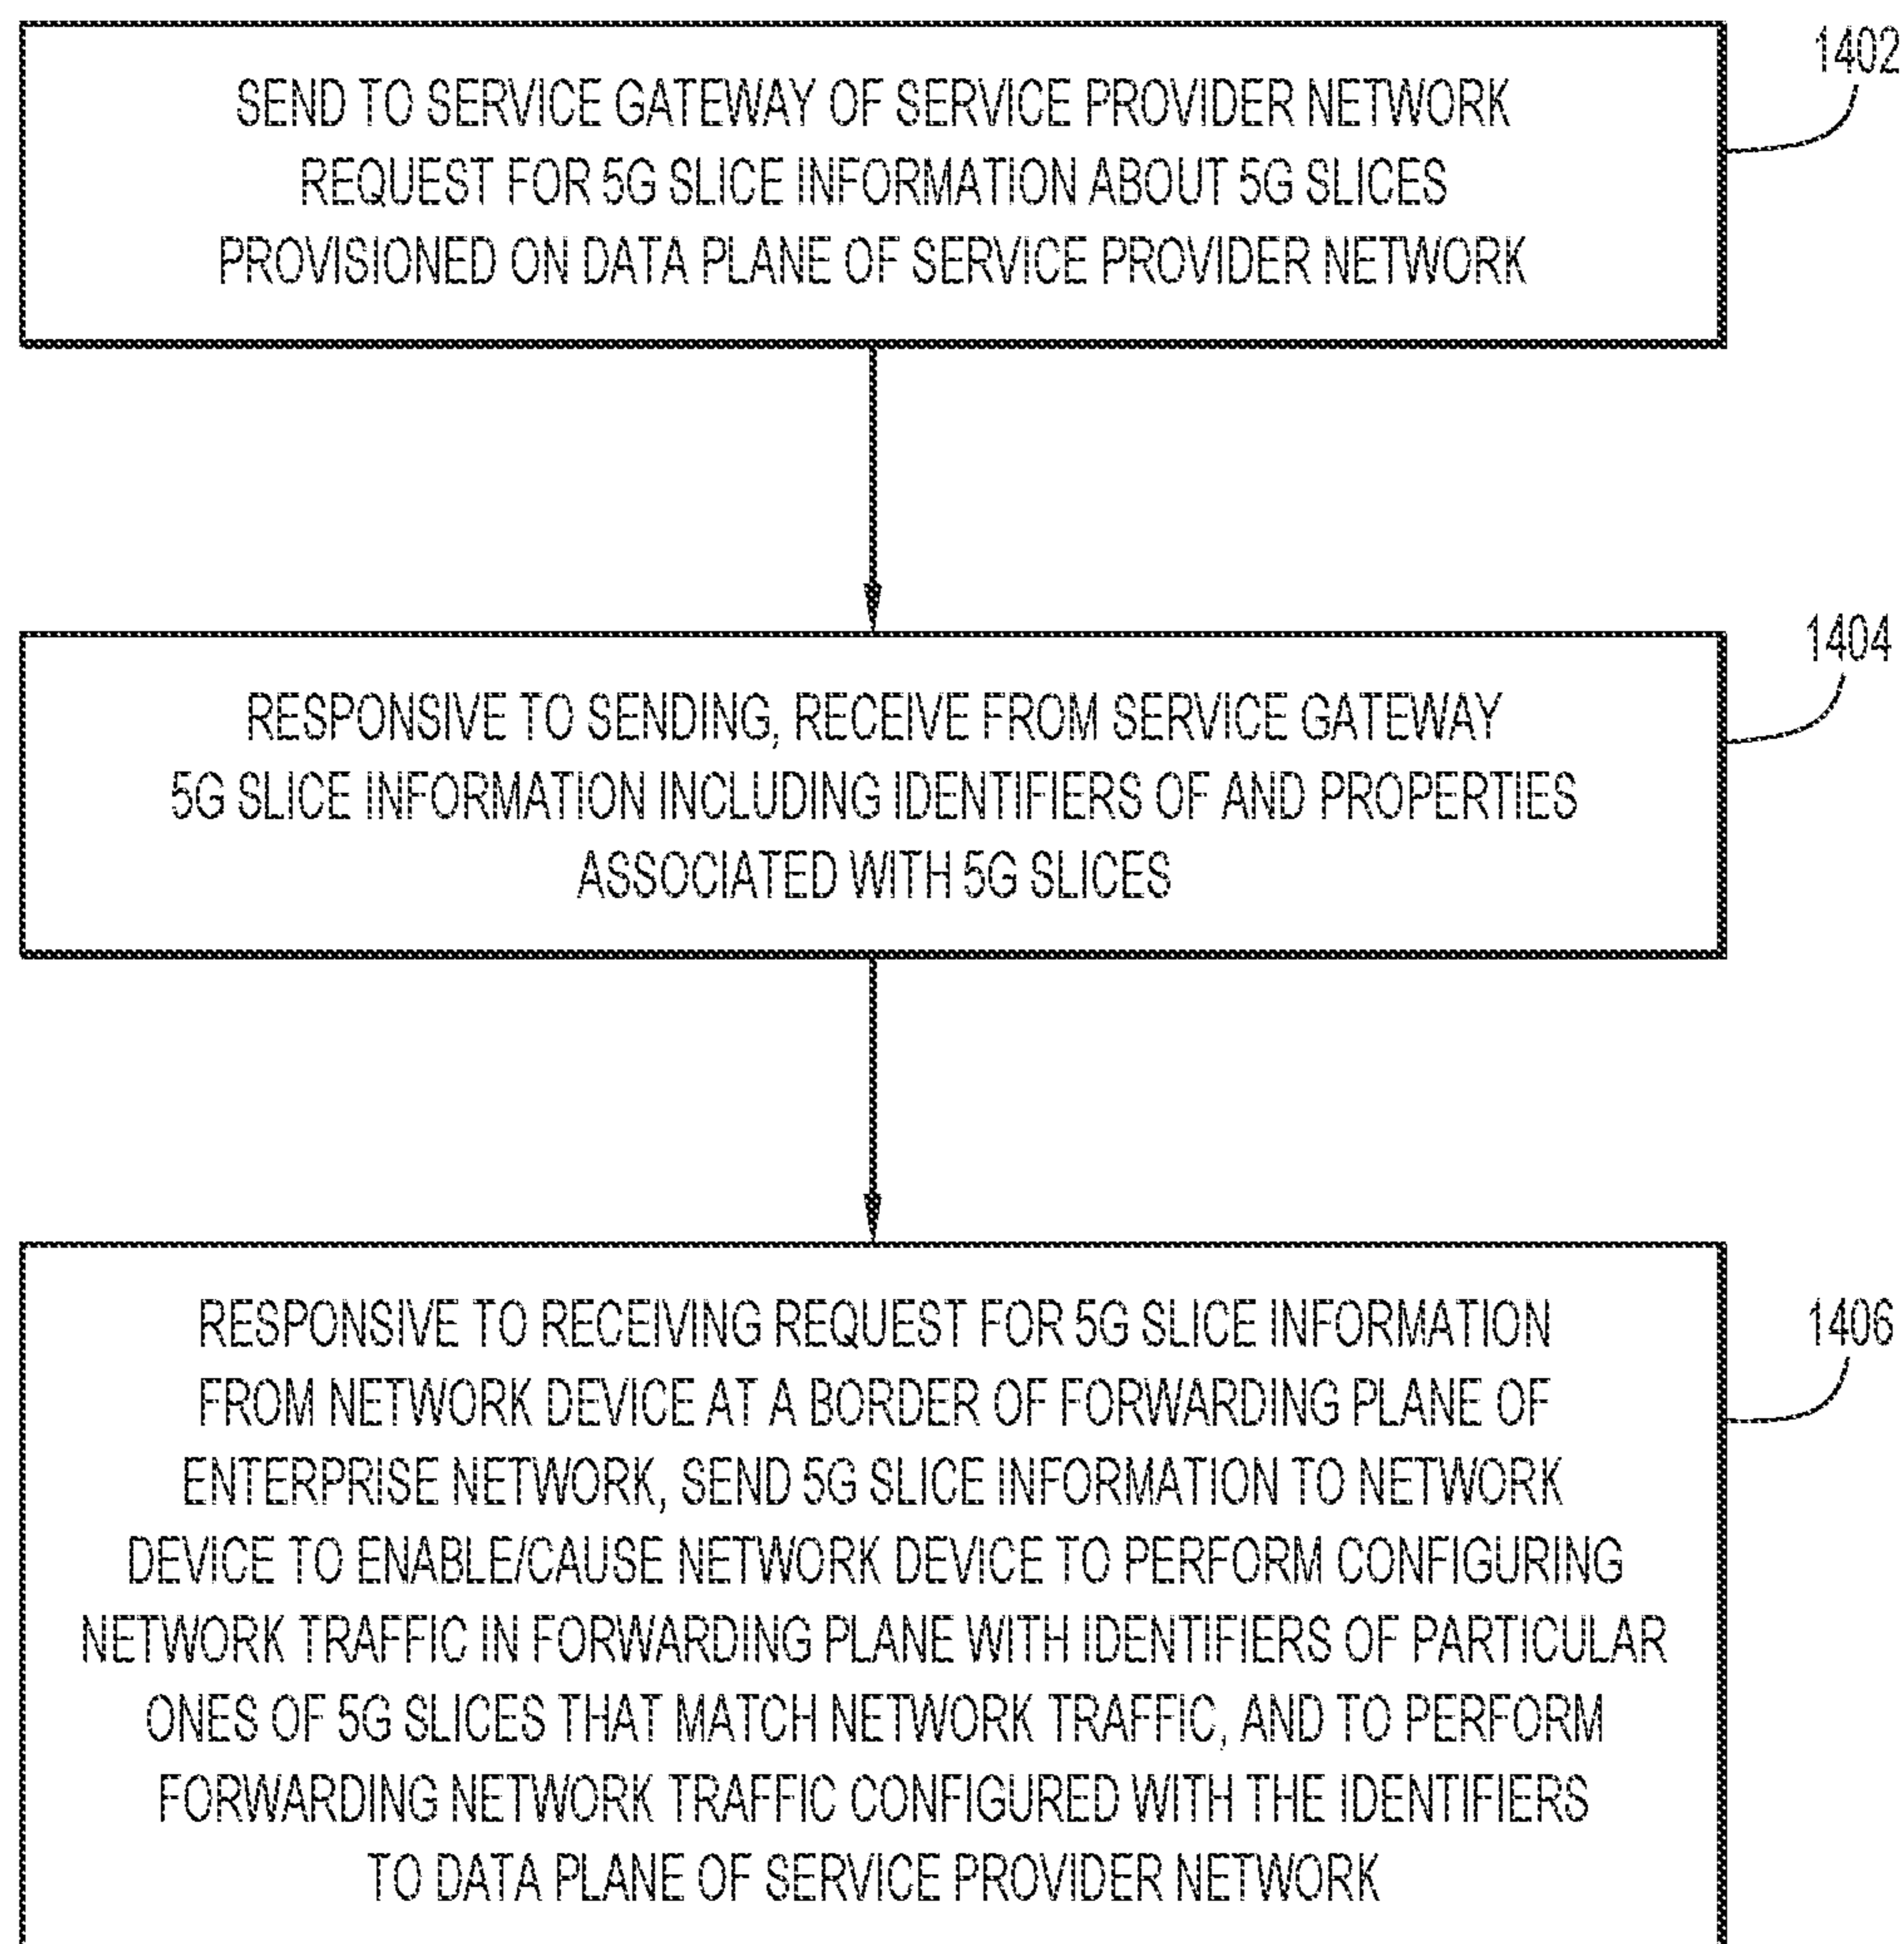 1402
SEND TO SERVICE GATEWAY OF SERVICE PROVIDER NETWORK
REQUEST FOR 5G SLICE INFORMATION ABOUT 5G SLICES
PROVISIONED ON DATA PLANE OF SERVICE PROVIDER NETWORK
1404
RESPONSIVE TO SENDING, RECEIVE FROM SERVICE GATEWAY
5G SLICE INFORMATION INCLUDING IDENTIFIERS OF AND PROPERTIES
ASSOCIATED WITH 5G SLICES
1406
RESPONSIVE TO RECEIVING REQUEST FOR 5G SLICE INFORMATION
FROM NETWORK DEVICE AT A BORDER OF FORWARDING PLANE OF
ENTERPRISE NETWORK, SEND 5G SLICE INFORMATION TO NETWORK
DEVICE TO ENABLE/CAUSE NETWORK DEVICE TO PERFORM CONFIGURING
NETWORK TRAFFIC IN FORWARDING PLANE WITH IDENTIFIERS OF PARTICULAR
ONES OF 5G SLICES THAT MATCH NETWORK TRAFFIC, AND TO PERFORM
FORWARDING NETWORK TRAFFIC CONFIGURED WITH THE IDENTIFIERS
TO DATA PLANE OF SERVICE PROVIDER NETWORK